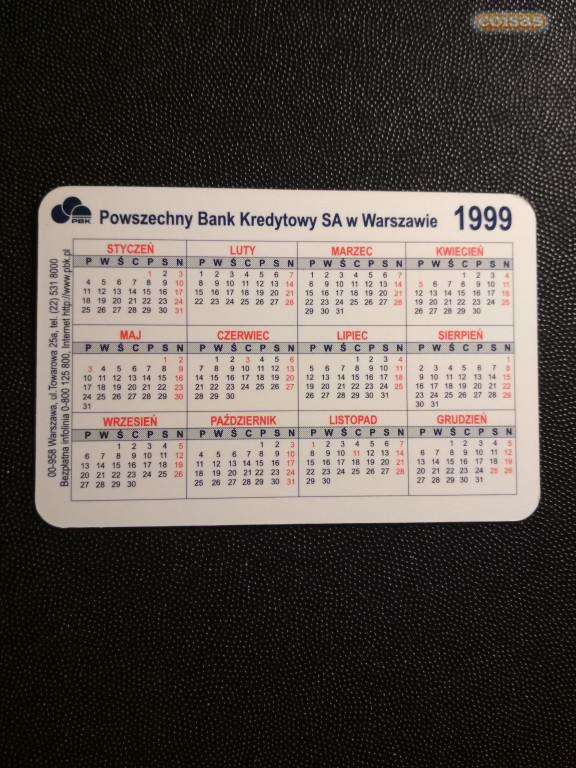 coisas
PBK
Powszechny Bank Kredytowy SA w Warszawie 1999
STYCZEŃ
P W Ś C P S N
1 2 3
4 5 6 7 8 9 10
11 12 13 14 15 16 17
18 19 20 21 22 23 24
25 26 27 28 29 30 31
LUTY
P W Ś C P S N
1 2 3 4 5 6 7
8 9 10 11 12 13 14
15 16 17 18 19 20 21
22 23 24 25 26 27 28
MARZEC
P W Ś C P S N
1 2 3 4 5 6 7
8 9 10 11 12 13 14
15 16 17 18 19 20 21
22 23 24 25 26 27 28
29 30 31
KWIECIEŃ
P W Ś C P S N
1 2 3 4
5 6 7 8 9 10 11
12 13 14 15 16 17 18
19 20 21 22 23 24 25
26 27 28 29 30
MAJ
P W Ś C P S N
1 2
3 4 5 6 7 8 9
10 11 12 13 14 15 16
17 18 19 20 21 22 23
24 25 26 27 28 29 30
31
CZERWIEC
P W Ś C P S N
1 2 3 4 5 6
7 8 9 10 11 12 13
14 15 16 17 18 19 20
21 22 23 24 25 26 27
28 29 30
LIPIEC
P W Ś C P S N
1 2 3 4
5 6 7 8 9 10 11
12 13 14 15 16 17 18
19 20 21 22 23 24 25
26 27 28 29 30 31
SIERPIEŃ
P W Ś C P S N
1
2 3 4 5 6 7 8
9 10 11 12 13 14 15
16 17 18 19 20 21 22
23 24 25 26 27 28 29
30 31
WRZESIEŃ
P W Ś C P S N
1 2 3 4 5
6 7 8 9 10 11 12
13 14 15 16 17 18 19
20 21 22 23 24 25 26
27 28 29 30
PAŹDZIERNIK
P W Ś C P S N
1 2 3
4 5 6 7 8 9 10
11 12 13 14 15 16 17
18 19 20 21 22 23 24
25 26 27 28 29 30 31
LISTOPAD
P W Ś C P S N
1 2 3 4 5 6 7
8 9 10 11 12 13 14
15 16 17 18 19 20 21
22 23 24 25 26 27 28
29 30
GRUDZIEŃ
P W Ś C P S N
1 2 3 4 5
6 7 8 9 10 11 12
13 14 15 16 17 18 19
20 21 22 23 24 25 26
27 28 29 30 31
00-958 Warszawa, ul.Towarowa 25a, tel. (22) 531 8000
Bezpłatna infolinia 0-800 125 800, Internet http://www.pbk.pl